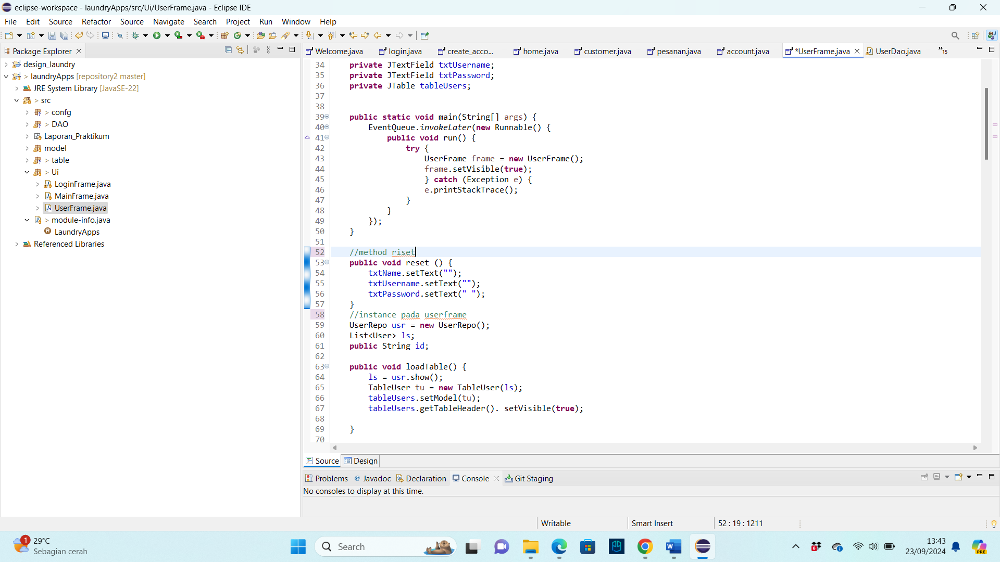 eclipse-workspace - laundryApps/src/Ui/UserFrame.java - Eclipse IDE
File Edit Source Refactor Source Navigate Search Project Run Window Help
Package Explorer
design_laundry
> laundryApps [repository2 master]
JRE System Library [JavaSE-22]
> src
> confg
> DAO
Laporan_Praktikum
model
> table
> Ui
LoginFrame.java
MainFrame.java
UserFrame.java
> module-info.java
LaundryApps
Referenced Libraries
Welcome.java login.java create_acco... home.java customer.java pesanan.java account.java *UserFrame.java UserDao.java »15
34 private JTextField txtUsername;
35 private JTextField txtPassword;
36 private JTable tableUsers;
37
38
39 public static void main(String[] args) {
40 EventQueue.invokeLater(new Runnable() {
41 public void run() {
42 try {
43 UserFrame frame = new UserFrame();
44 frame.setVisible(true);
45 } catch (Exception e) {
46 e.printStackTrace();
47 }
48 }
49 });
50 }
51
52 //method riset
53 public void reset () {
54 txtName.setText("");
55 txtUsername.setText("");
56 txtPassword.setText(" ");
57 }
58 //instance pada userframe
59 UserRepo usr = new UserRepo();
60 List<User> ls;
61 public String id;
62
63 public void loadTable() {
64 ls = usr.show();
65 TableUser tu = new TableUser(ls);
66 tableUsers.setModel(tu);
67 tableUsers.getTableHeader(). setVisible(true);
68
69 }
70
Source Design
Problems @ Javadoc Declaration Console Git Staging
No consoles to display at this time.
Writable Smart Insert 52 : 19 : 1211
1 29°C
Sebagian cerah
Search
13:43
23/09/2024
PRE